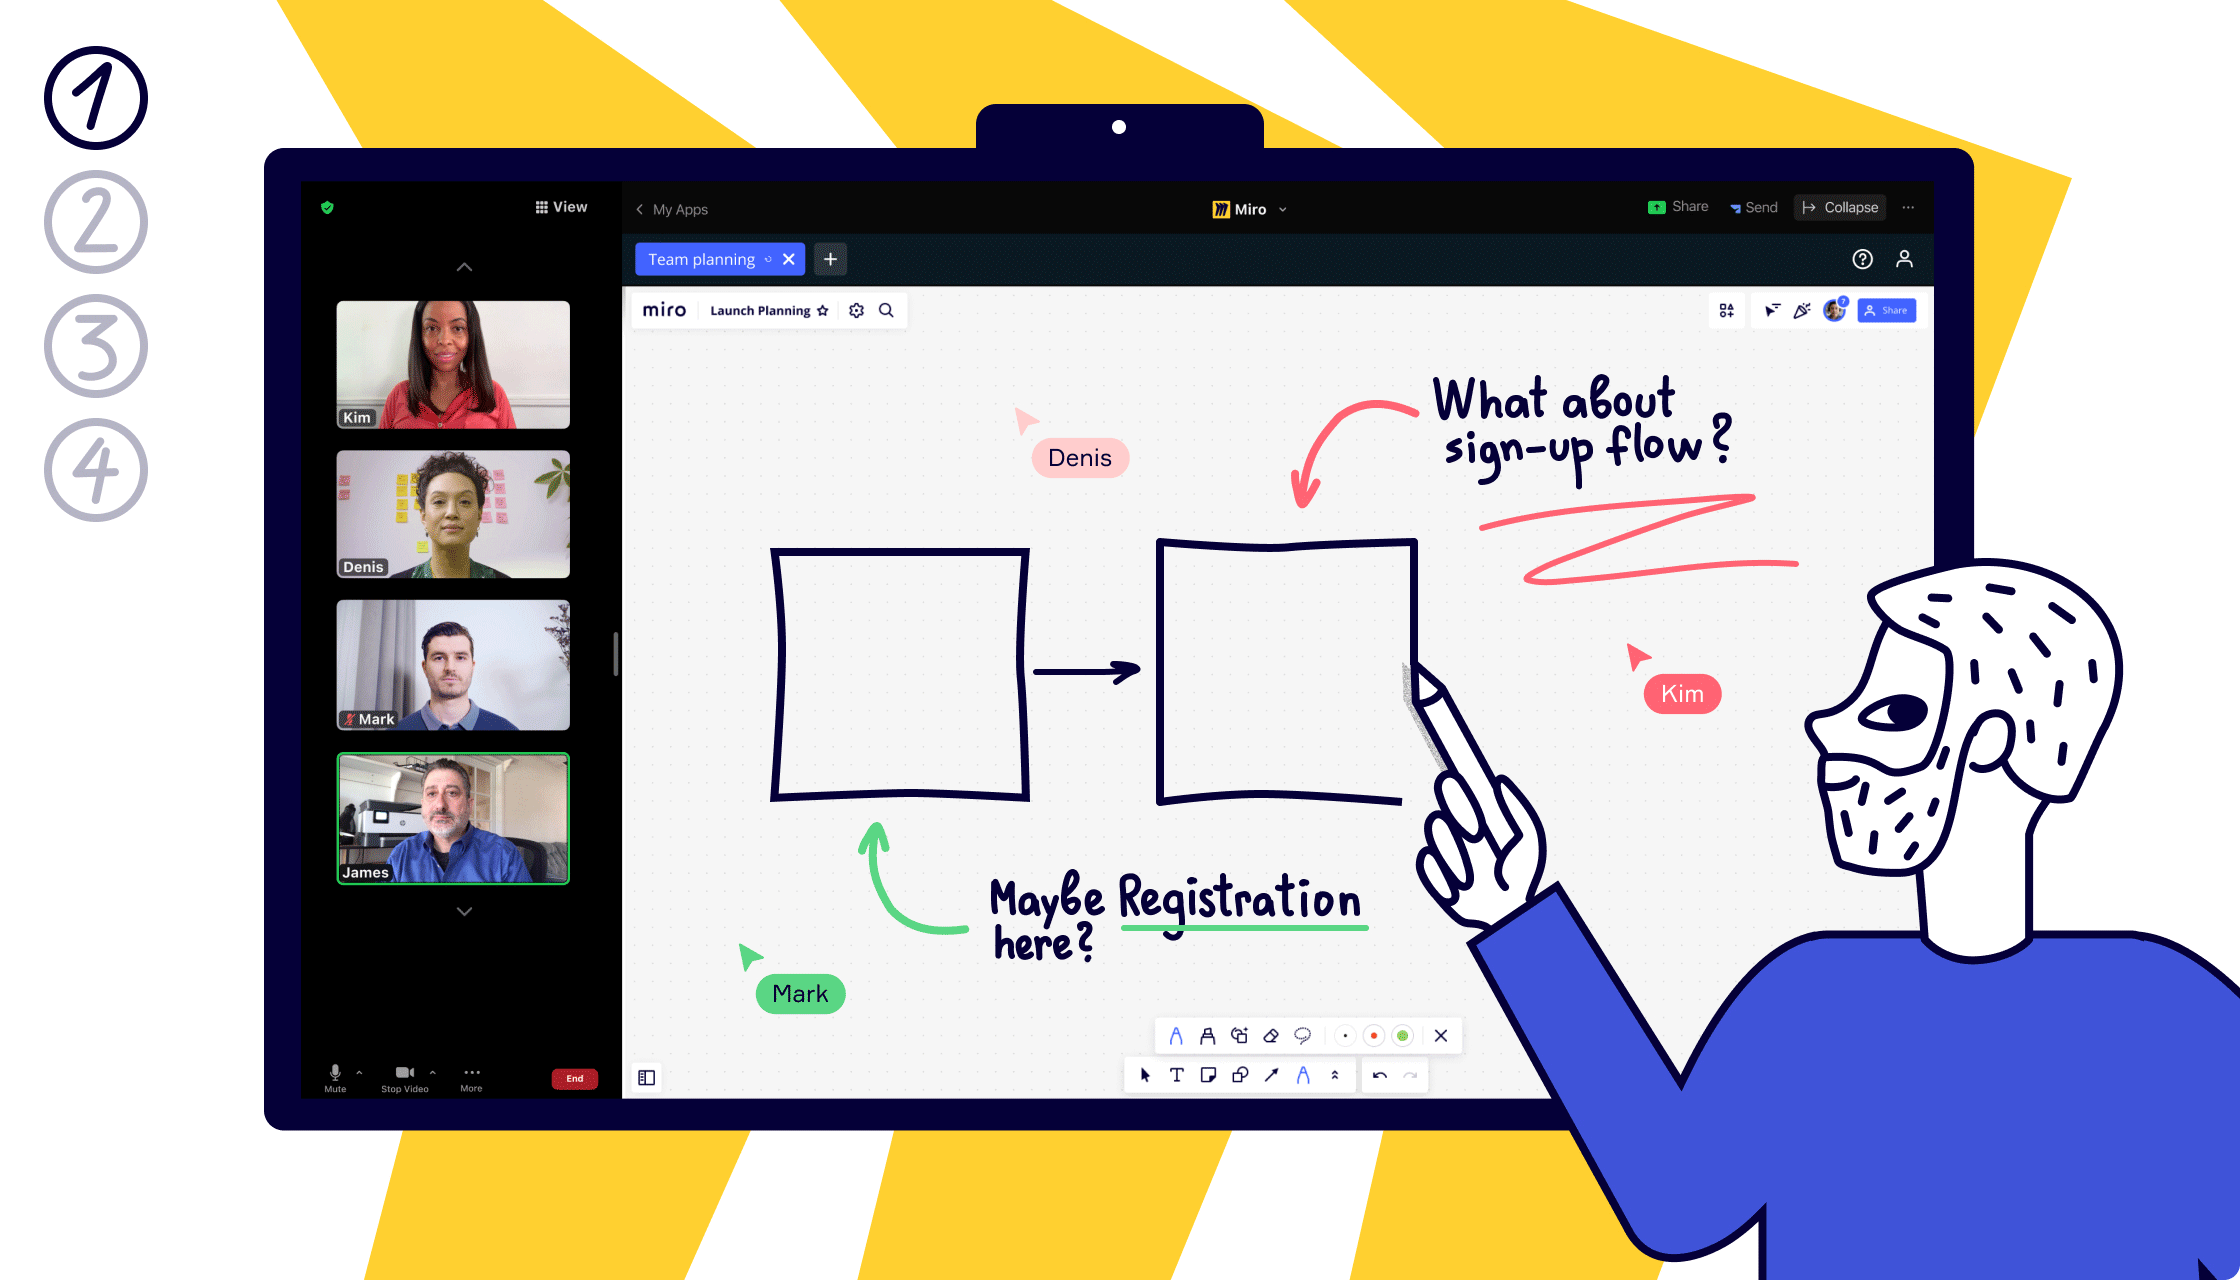 1
2
3
4
View
My Apps
Miro
Share
Send
Collapse
Team planning
miro
Launch Planning
7
Share
Kim
Denis
Mark
James
Mute
Stop Video
More
End
What about
sign-up flow?
Denis
Kim
Maybe Registration
here?
Mark